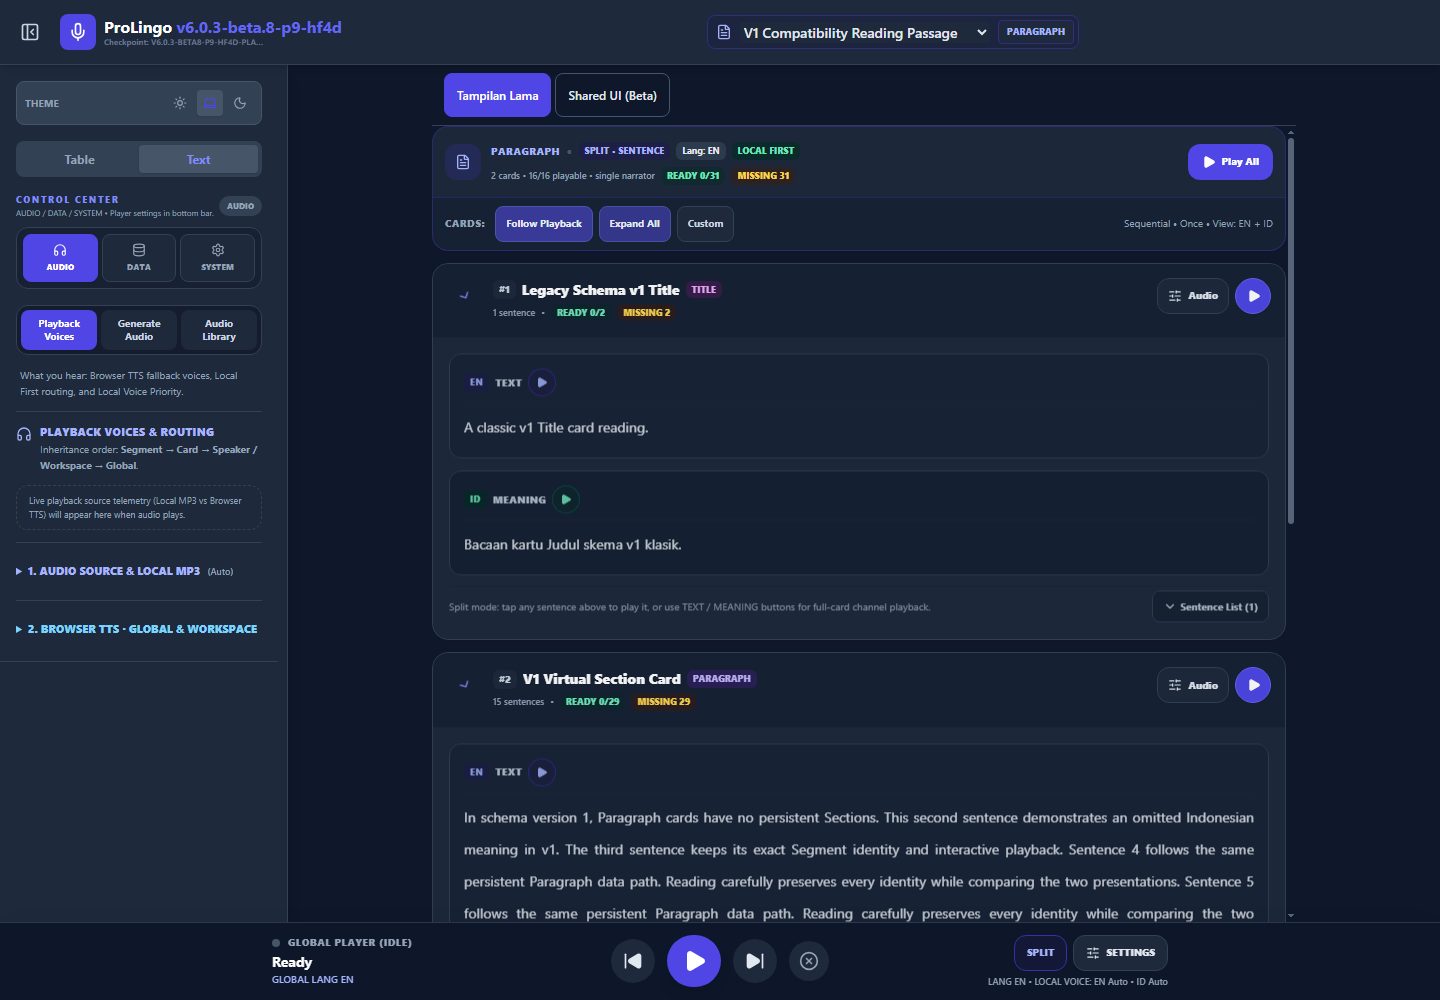 ProLingo v6.0.3-beta.8-p9-hf4d
Checkpoint: V6.0.3-BETA8-P9-HF4D-PLA...
V1 Compatibility Reading Passage
PARAGRAPH
THEME
Table
Text
CONTROL CENTER
AUDIO / DATA / SYSTEM • Player settings in bottom bar.
AUDIO
AUDIO
DATA
SYSTEM
Playback
Voices
Generate
Audio
Audio
Library
What you hear: Browser TTS fallback voices, Local
First routing, and Local Voice Priority.
PLAYBACK VOICES & ROUTING
Inheritance order: Segment → Card → Speaker /
Workspace → Global.
Live playback source telemetry (Local MP3 vs Browser
TTS) will appear here when audio plays.
1. AUDIO SOURCE & LOCAL MP3 (Auto)
2. BROWSER TTS - GLOBAL & WORKSPACE
Tampilan Lama
Shared UI (Beta)
PARAGRAPH • SPLIT • SENTENCE Lang: EN LOCAL FIRST
2 cards • 16/16 playable • single narrator READY 0/31 MISSING 31
Play All
CARDS: Follow Playback Expand All Custom
Sequential • Once • View: EN + ID
#1 Legacy Schema v1 Title TITLE
1 sentence • READY 0/2 MISSING 2
Audio
EN TEXT
A classic v1 Title card reading.
ID MEANING
Bacaan kartu Judul skema v1 klasik.
Split mode: tap any sentence above to play it, or use TEXT / MEANING buttons for full-card channel playback.
Sentence List (1)
#2 V1 Virtual Section Card PARAGRAPH
15 sentences • READY 0/29 MISSING 29
Audio
EN TEXT
In schema version 1, Paragraph cards have no persistent Sections. This second sentence demonstrates an omitted Indonesian
meaning in v1. The third sentence keeps its exact Segment identity and interactive playback. Sentence 4 follows the same
persistent Paragraph data path. Reading carefully preserves every identity while comparing the two presentations. Sentence 5
follows the same persistent Paragraph data path. Reading carefully preserves every identity while comparing the two
GLOBAL PLAYER (IDLE)
Ready
GLOBAL LANG EN
SPLIT
SETTINGS
LANG EN • LOCAL VOICE: EN Auto • ID Auto